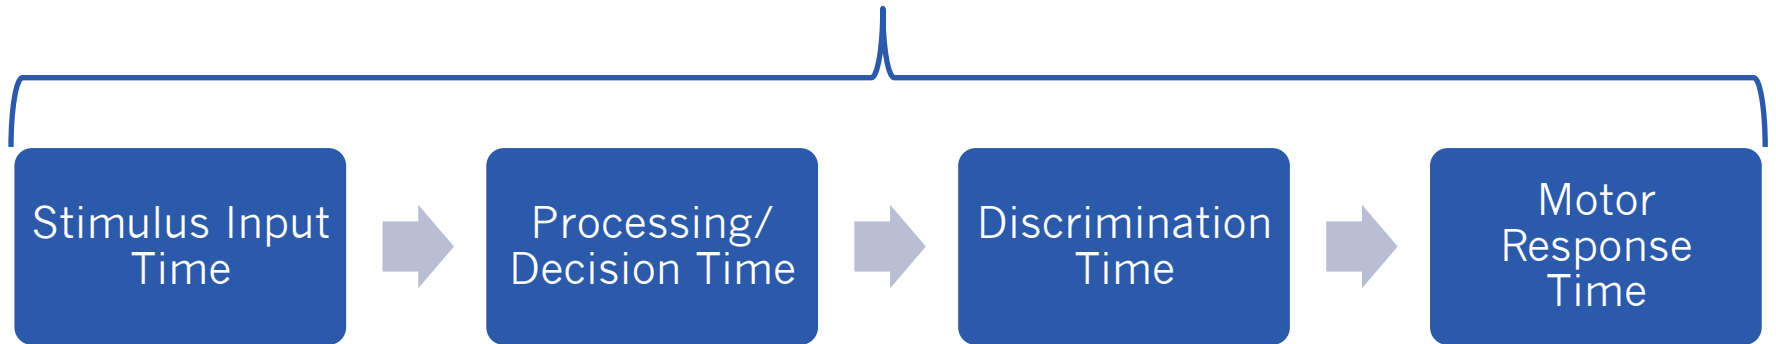 Stimulus Input
Time
Processing/
Decision Time
Discrimination
Time
Motor
Response
Time